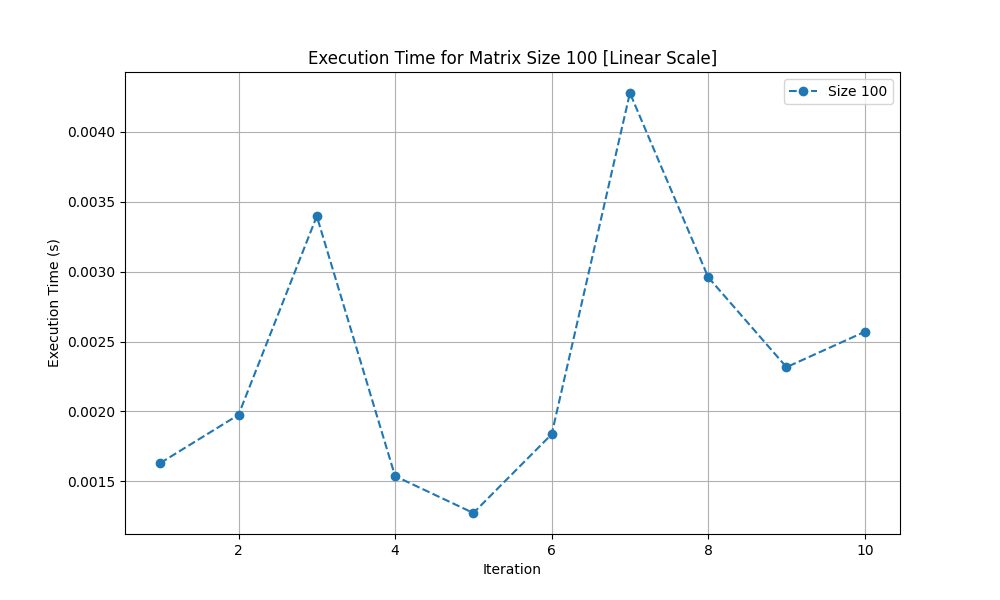 Execution Time for Matrix Size 100 [Linear Scale]
Size 100
0.0040
0.0035
0.0030
0.0025
0.0020
0.0015
Execution Time (s)
2 4 6 8 10
Iteration